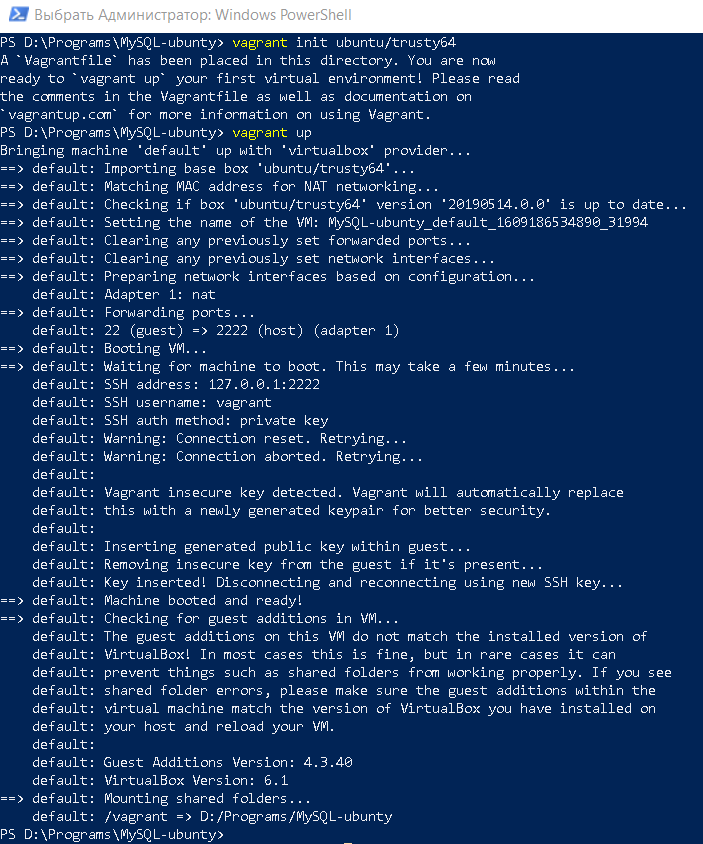 Выбрать Администратор: Windows PowerShell
PS D:\Programs\MySQL-ubunty> vagrant init ubuntu/trusty64
A `Vagrantfile` has been placed in this directory. You are now
ready to `vagrant up` your first virtual environment! Please read
the comments in the Vagrantfile as well as documentation on
`vagrantup.com` for more information on using Vagrant.
PS D:\Programs\MySQL-ubunty> vagrant up
Bringing machine 'default' up with 'virtualbox' provider...
==> default: Importing base box 'ubuntu/trusty64'...
==> default: Matching MAC address for NAT networking...
==> default: Checking if box 'ubuntu/trusty64' version '20190514.0.0' is up to date...
==> default: Setting the name of the VM: MySQL-ubunty_default_1609186534890_31994
==> default: Clearing any previously set forwarded ports...
==> default: Clearing any previously set network interfaces...
==> default: Preparing network interfaces based on configuration...
    default: Adapter 1: nat
==> default: Forwarding ports...
    default: 22 (guest) => 2222 (host) (adapter 1)
==> default: Booting VM...
==> default: Waiting for machine to boot. This may take a few minutes...
    default: SSH address: 127.0.0.1:2222
    default: SSH username: vagrant
    default: SSH auth method: private key
    default: Warning: Connection reset. Retrying...
    default: Warning: Connection aborted. Retrying...
    default:
    default: Vagrant insecure key detected. Vagrant will automatically replace
    default: this with a newly generated keypair for better security.
    default:
    default: Inserting generated public key within guest...
    default: Removing insecure key from the guest if it's present...
    default: Key inserted! Disconnecting and reconnecting using new SSH key...
==> default: Machine booted and ready!
==> default: Checking for guest additions in VM...
    default: The guest additions on this VM do not match the installed version of
    default: VirtualBox! In most cases this is fine, but in rare cases it can
    default: prevent things such as shared folders from working properly. If you see
    default: shared folder errors, please make sure the guest additions within the
    default: virtual machine match the version of VirtualBox you have installed on
    default: your host and reload your VM.
    default:
    default: Guest Additions Version: 4.3.40
    default: VirtualBox Version: 6.1
==> default: Mounting shared folders...
    default: /vagrant => D:/Programs/MySQL-ubunty
PS D:\Programs\MySQL-ubunty>